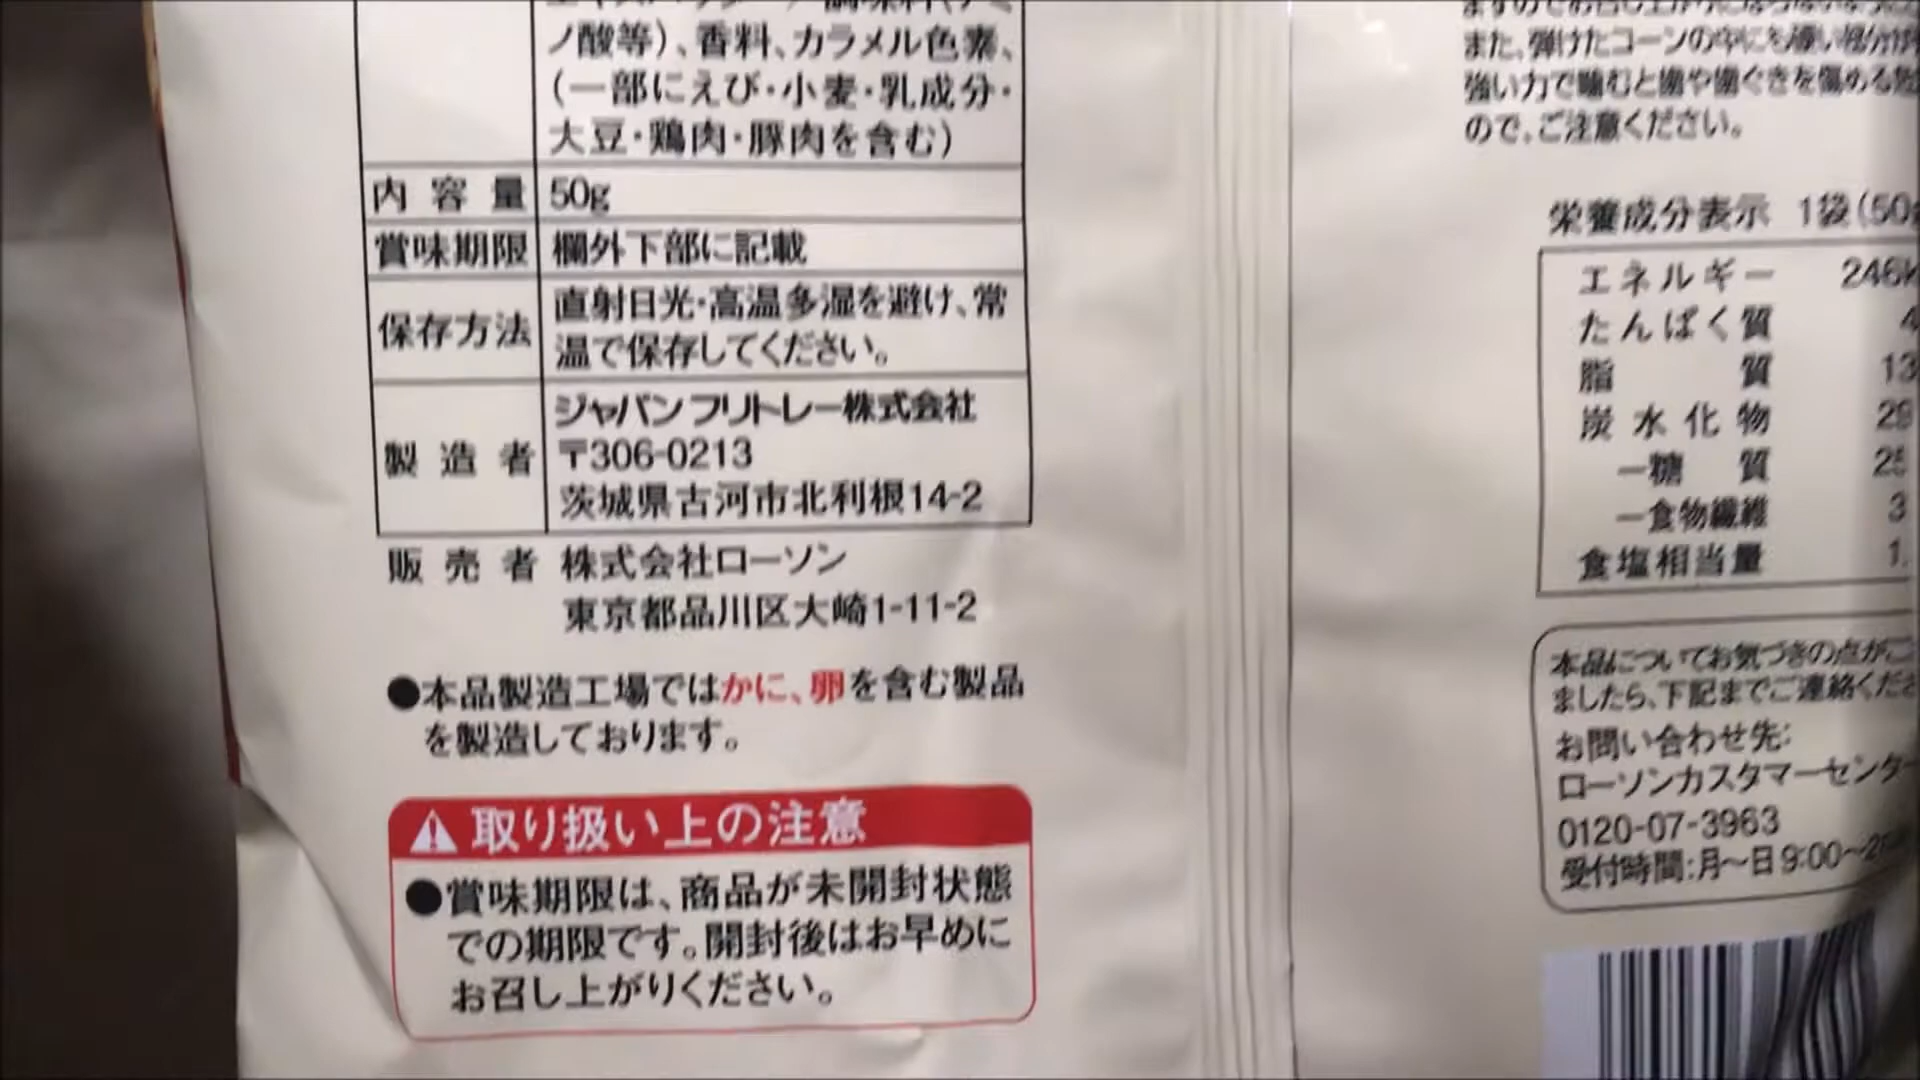 ノ酸等)、香料、カラメル色素、
(一部にえび・小麦・乳成分・
大豆・鶏肉・豚肉を含む)
内容量 50g
賞味期限 欄外下部に記載
保存方法 直射日光・高温多湿を避け、常
温で保存してください。
製造者 ジャパンフリトレー株式会社
〒306-0213
茨城県古河市北利根14-2
販売者 株式会社ローソン
東京都品川区大崎1-11-2
●本品製造工場ではかに、卵を含む製品
を製造しております。
取り扱い上の注意
●賞味期限は、商品が未開封状態
での期限です。開封後はお早めに
お召し上がりください。
また、弾けたコーンの中にも硬い部分が
強い力で噛むと歯や歯ぐきを傷める
ので、ご注意ください。
栄養成分表示 1袋(50
エネルギー 246
たんぱく質 4
脂質 13
炭水化物 29
ー糖質 25
ー食物繊維 3
食塩相当量 1.
本品についてお気づきの点がご
ましたら、下記までご連絡くださ
お問い合わせ先:
ローソンカスタマーセンター
0120-07-3963
受付時間:月〜日9:00〜